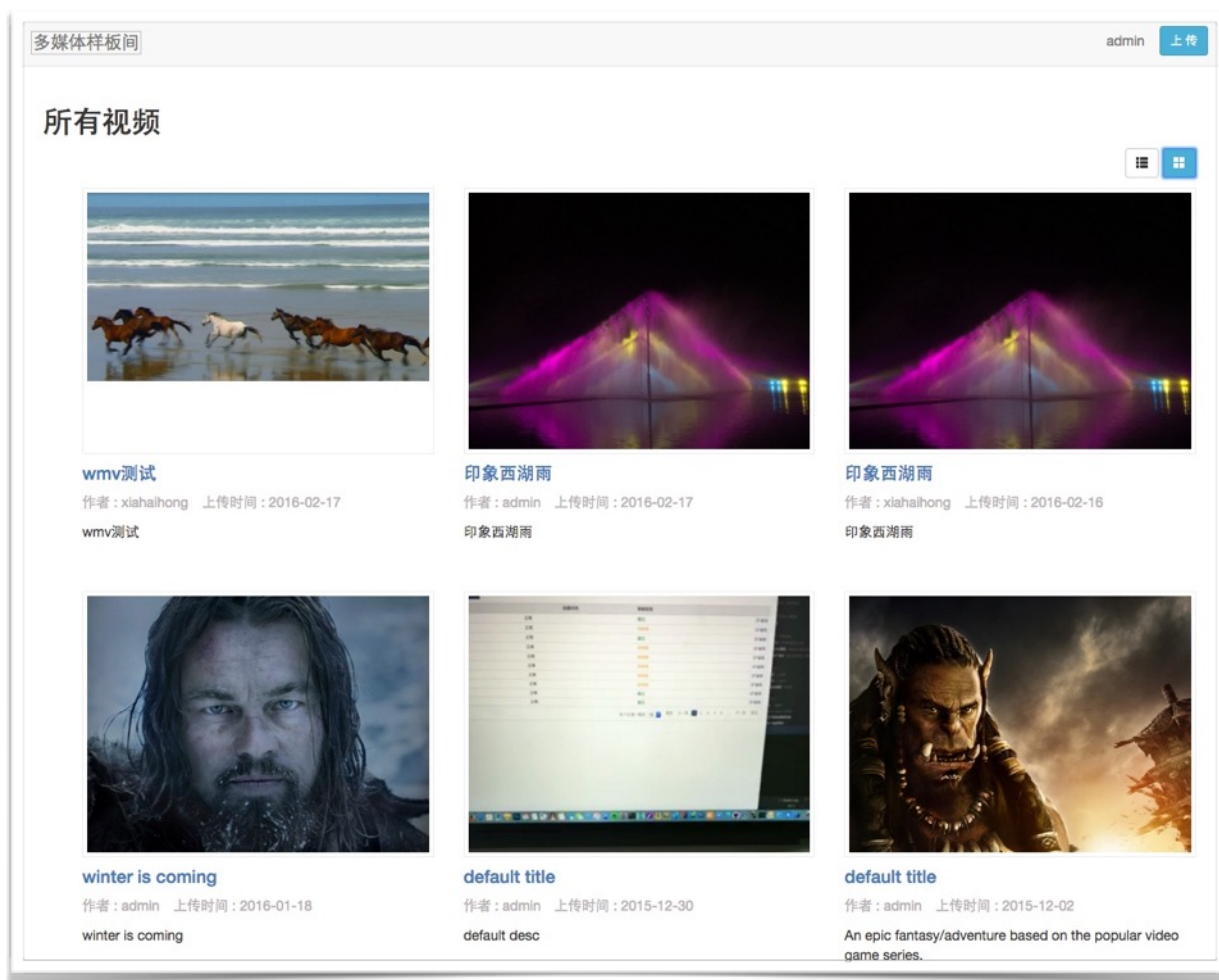 多媒体样板间
admin 上传
所有视频
wmv测试
作者 : xiahaihong 上传时间 : 2016-02-17
wmv测试
印象西湖雨
作者 : admin 上传时间 : 2016-02-17
印象西湖雨
印象西湖雨
作者 : xiahaihong 上传时间 : 2016-02-16
印象西湖雨
winter is coming
作者 : admin 上传时间 : 2016-01-18
winter is coming
default title
作者 : admin 上传时间 : 2015-12-30
default desc
default title
作者 : admin 上传时间 : 2015-12-02
An epic fantasy/adventure based on the popular video
game series.